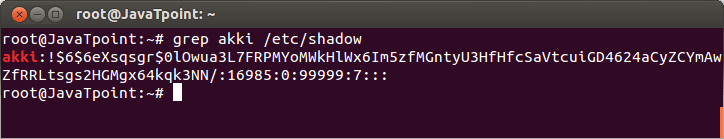 root@JavaTpoint: ~
root@JavaTpoint:~# grep akki /etc/shadow
akki:!$6$6eXsqsgr$0lOwua3L7FRPMYoMWkHlWx6Im5zfMGntyU3HfHfcSaVtcuiGD4624aCyZCYmAw
ZfRRLtsgs2HGMgx64kqk3NN/:16985:0:99999:7:::
root@JavaTpoint:~#